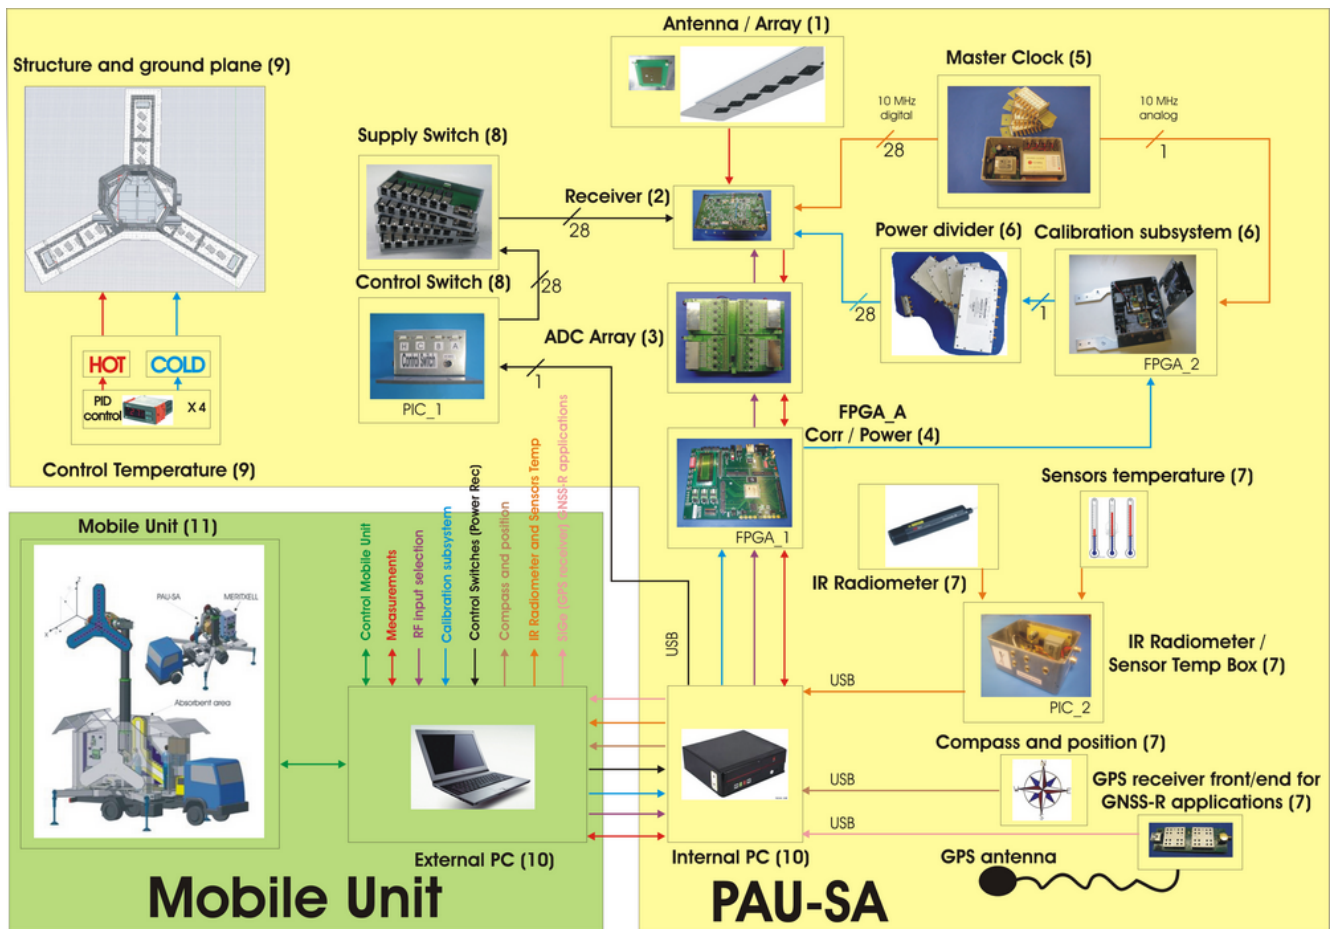 Antenna / Array (1)
Structure and ground plane (9)
Master Clock (5)
10 MHz
digital
28
10 MHz
analog
1
Supply Switch (8)
Receiver (2)
28
Power divider (6)
Calibration subsystem (6)
28
1
FPGA_2
Control Switch (8)
28
ADC Array (3)
H C B A
Control Switch
PIC_1
1
HOT
COLD
PID
control
X 4
Control Temperature (9)
FPGA_A
Corr / Power (4)
FPGA_1
Sensors temperature (7)
IR Radiometer (7)
IR Radiometer /
Sensor Temp Box (7)
PIC_2
Mobile Unit (11)
PAU-SA
MERITXELL
Z
Y
X
Absorbent area
Control Mobile Unit
Measurements
RF input selection
Calibration subsystem
Control Switches (Power Rec)
Compass and position
IR Radiometer and Sensors Temp
SiGe (GPS receiver) GNSS-R applications
USB
USB
Compass and position (7)
USB
GPS receiver front/end for
GNSS-R applications (7)
USB
GPS antenna
External PC (10)
Internal PC (10)
Mobile Unit
PAU-SA